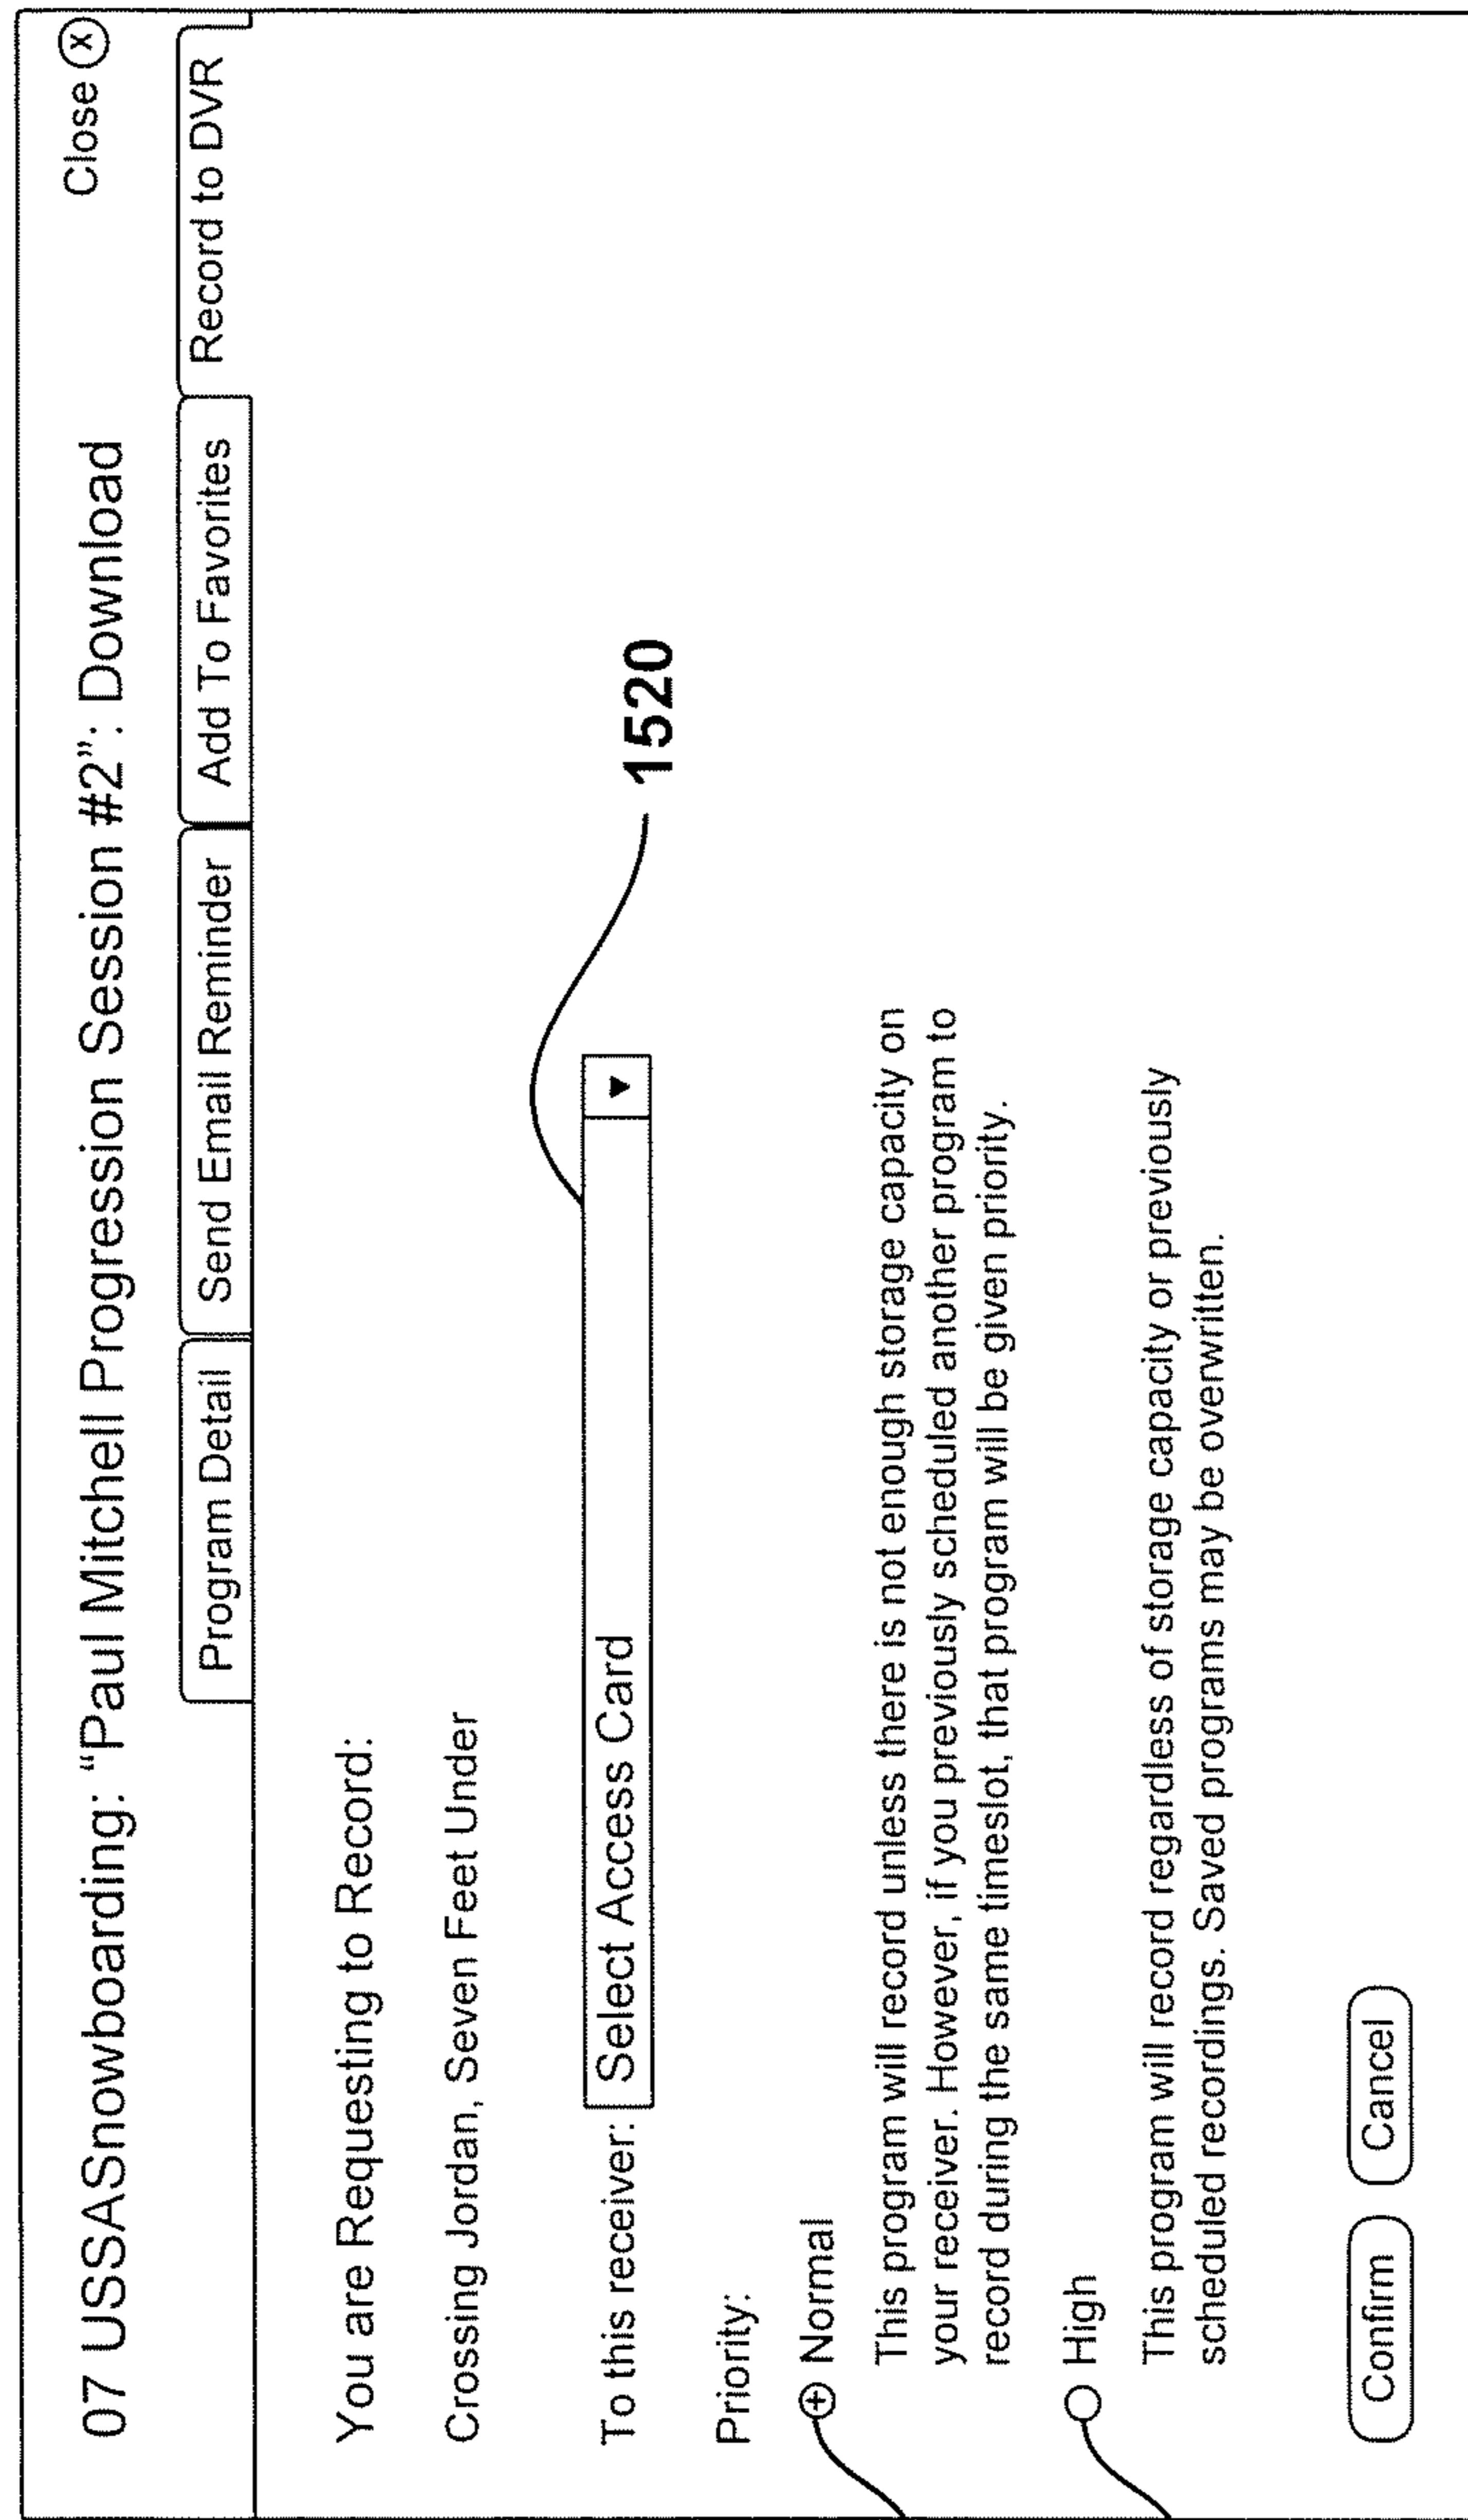 07 USSASnowboarding: “Paul Mitchell Progression Session #2”: Download
Close (x)
Program Detail
Send Email Reminder
Add To Favorites
Record to DVR
You are Requesting to Record:
Crossing Jordan, Seven Feet Under
To this receiver: Select Access Card ▼
1520
Priority:
Normal
This program will record unless there is not enough storage capacity on
your receiver. However, if you previously scheduled another program to
record during the same timeslot, that program will be given priority.
High
This program will record regardless of storage capacity or previously
scheduled recordings. Saved programs may be overwritten.
Confirm
Cancel